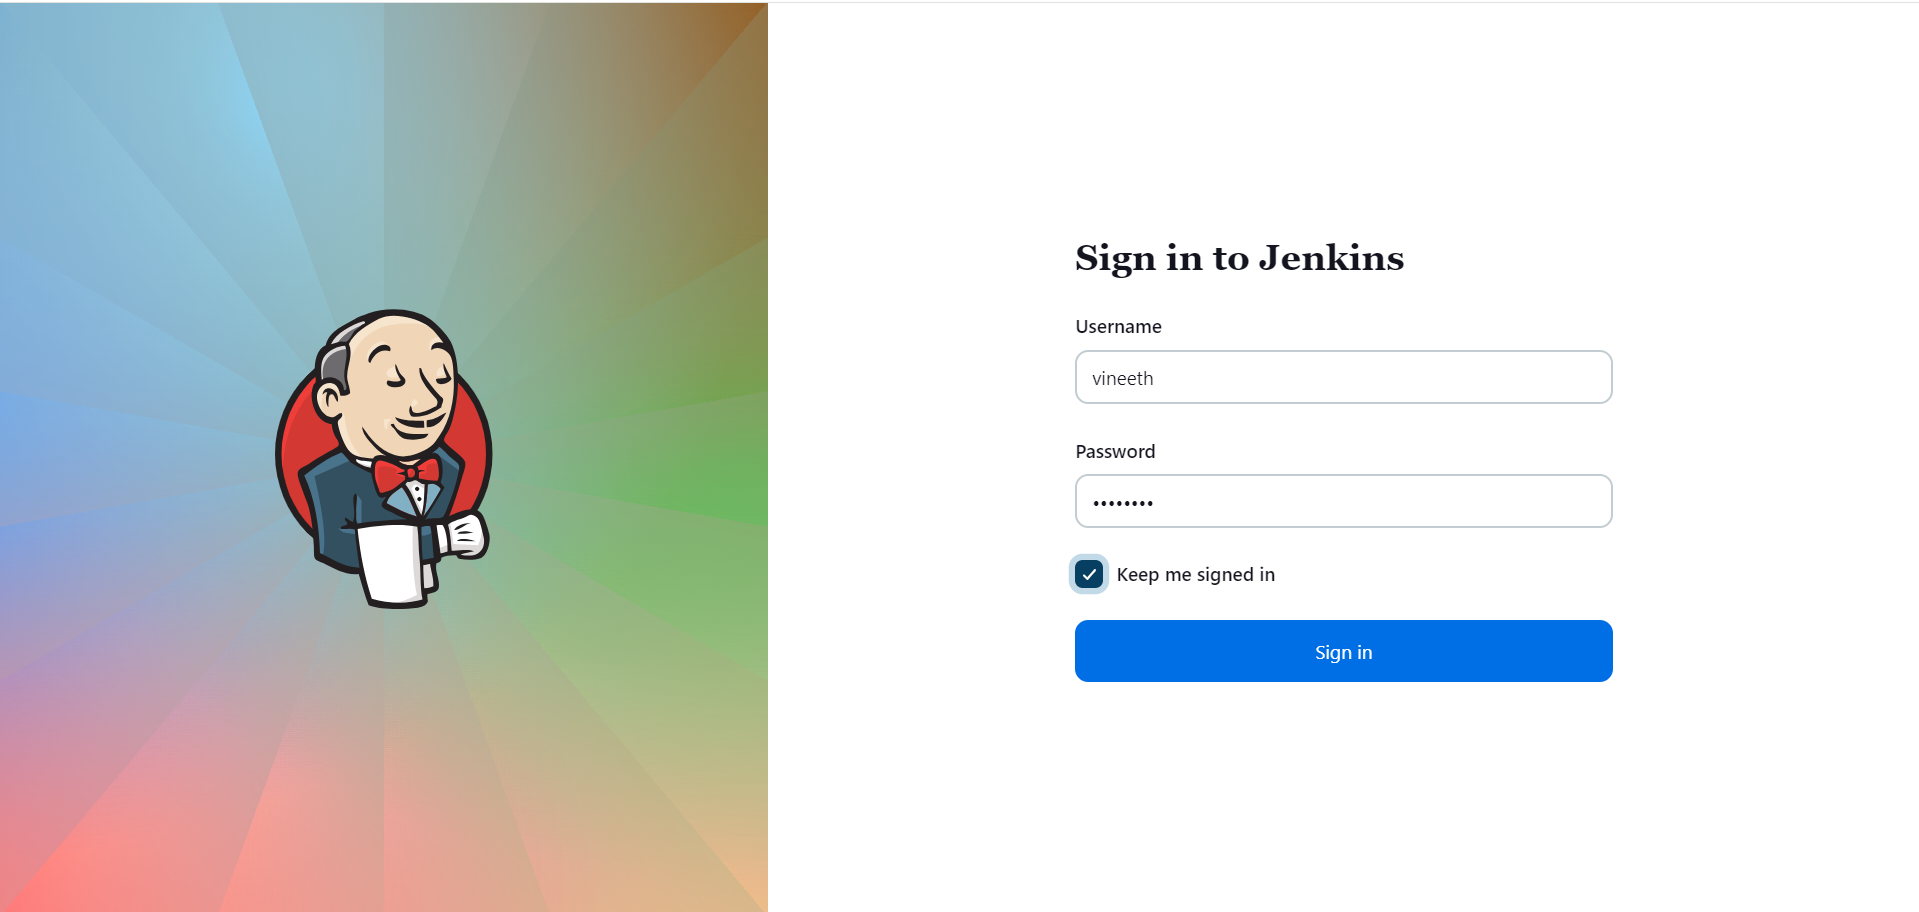 Sign in to Jenkins
Username
vineeth
Password
••••••••
Keep me signed in
Sign in